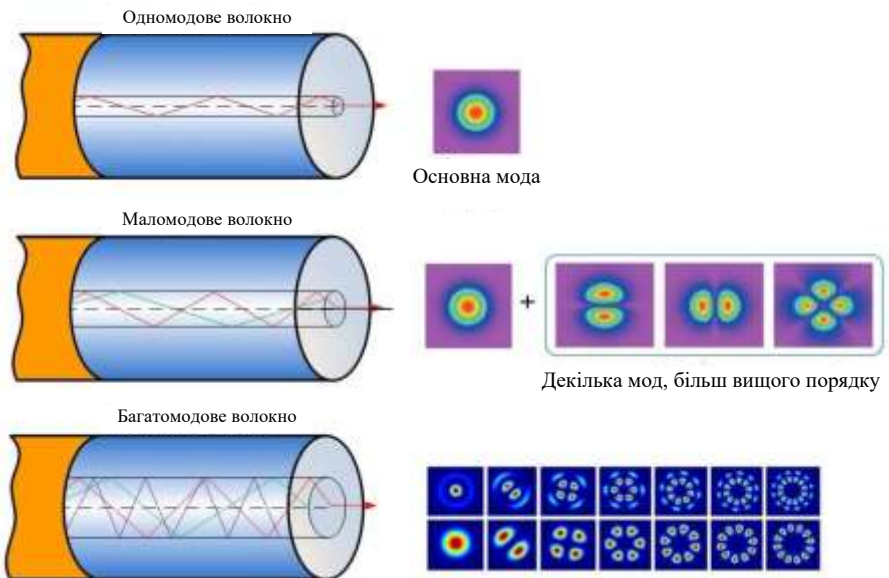 Одномодове волокно
Основна мода
Маломодове волокно
+
Декілька мод, більш вищого порядку
Багатомодове волокно